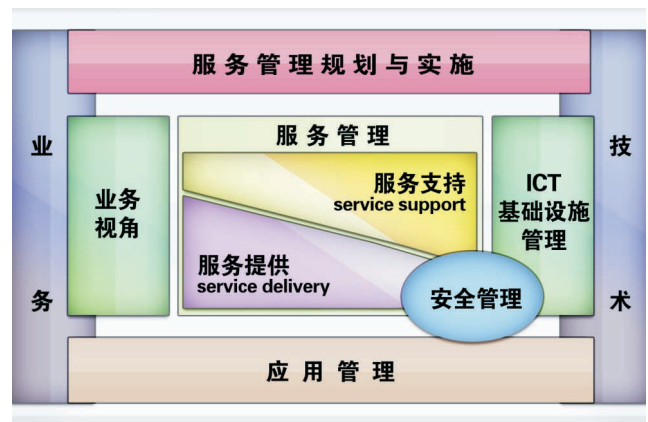 服务管理规划与实施
业务
技术
业务
视角
服务管理
服务支持
service support
服务提供
service delivery
安全管理
ICT
基础设施
管理
应用管理